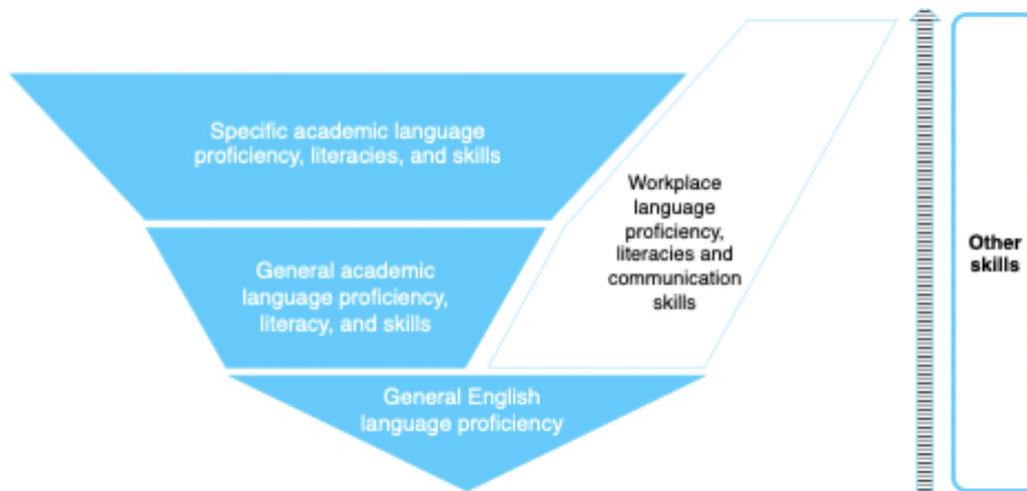 Specific academic language
proficiency, literacies, and skills
General academic
language proficiency,
literacy, and skills
General English
language proficiency
Workplace
language
proficiency,
literacies and
communication
skills
Other
skills